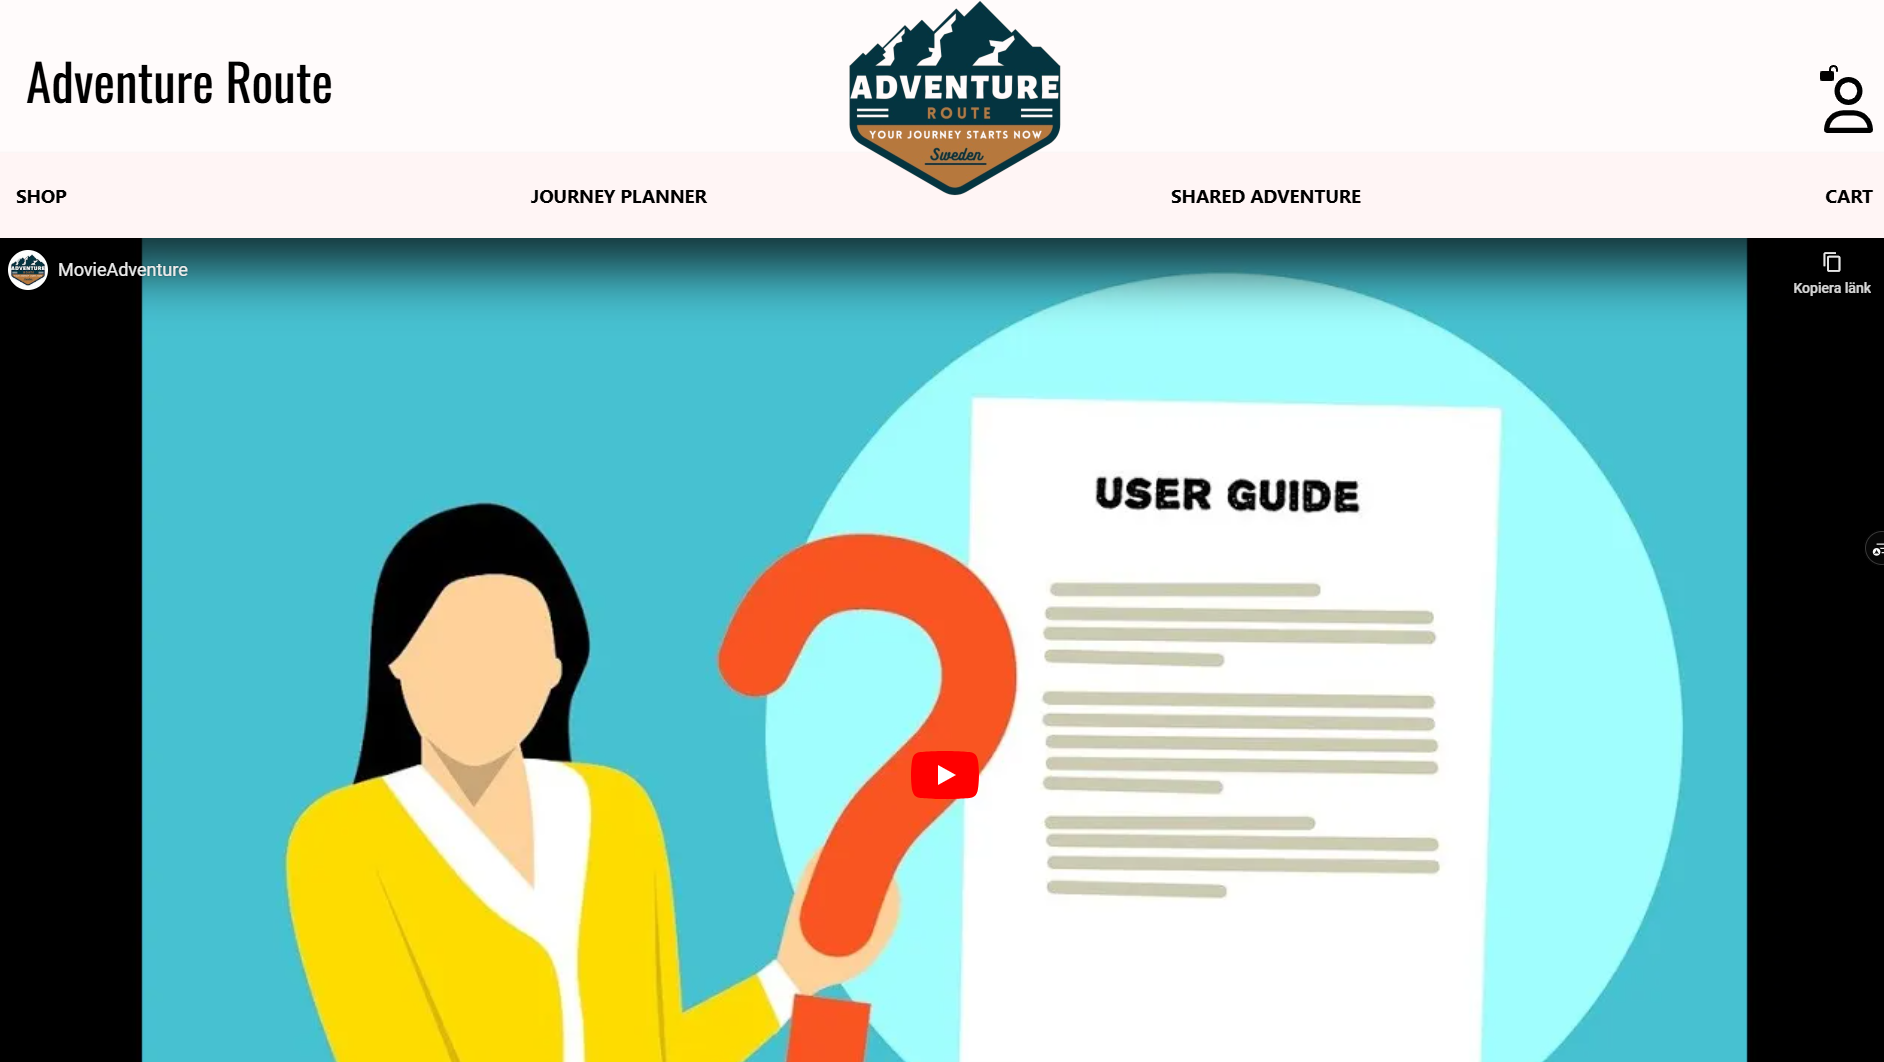 Adventure Route
ADVENTURE
ROUTE
YOUR JOURNEY STARTS NOW
Sweden
SHOP
JOURNEY PLANNER
SHARED ADVENTURE
CART
ADVENTURE
MovieAdventure
Kopiera länk
USER GUIDE